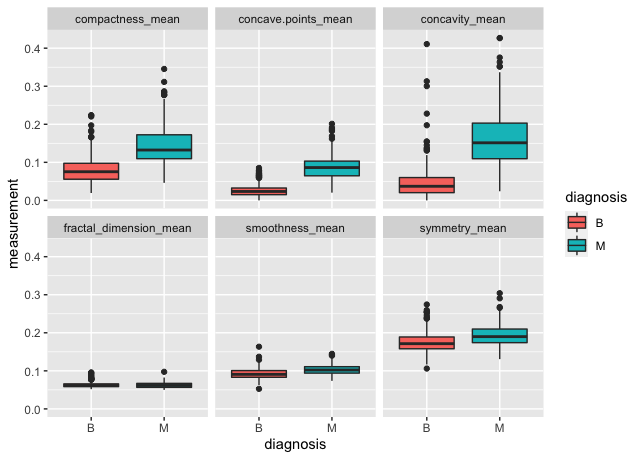 compactness_mean concave.points_mean concavity_mean
0.4
0.3
0.2
0.1
0.0
measurement
fractal_dimension_mean smoothness_mean symmetry_mean
0.4
0.3
0.2
0.1
0.0
B M B M B M
diagnosis
diagnosis
B
M